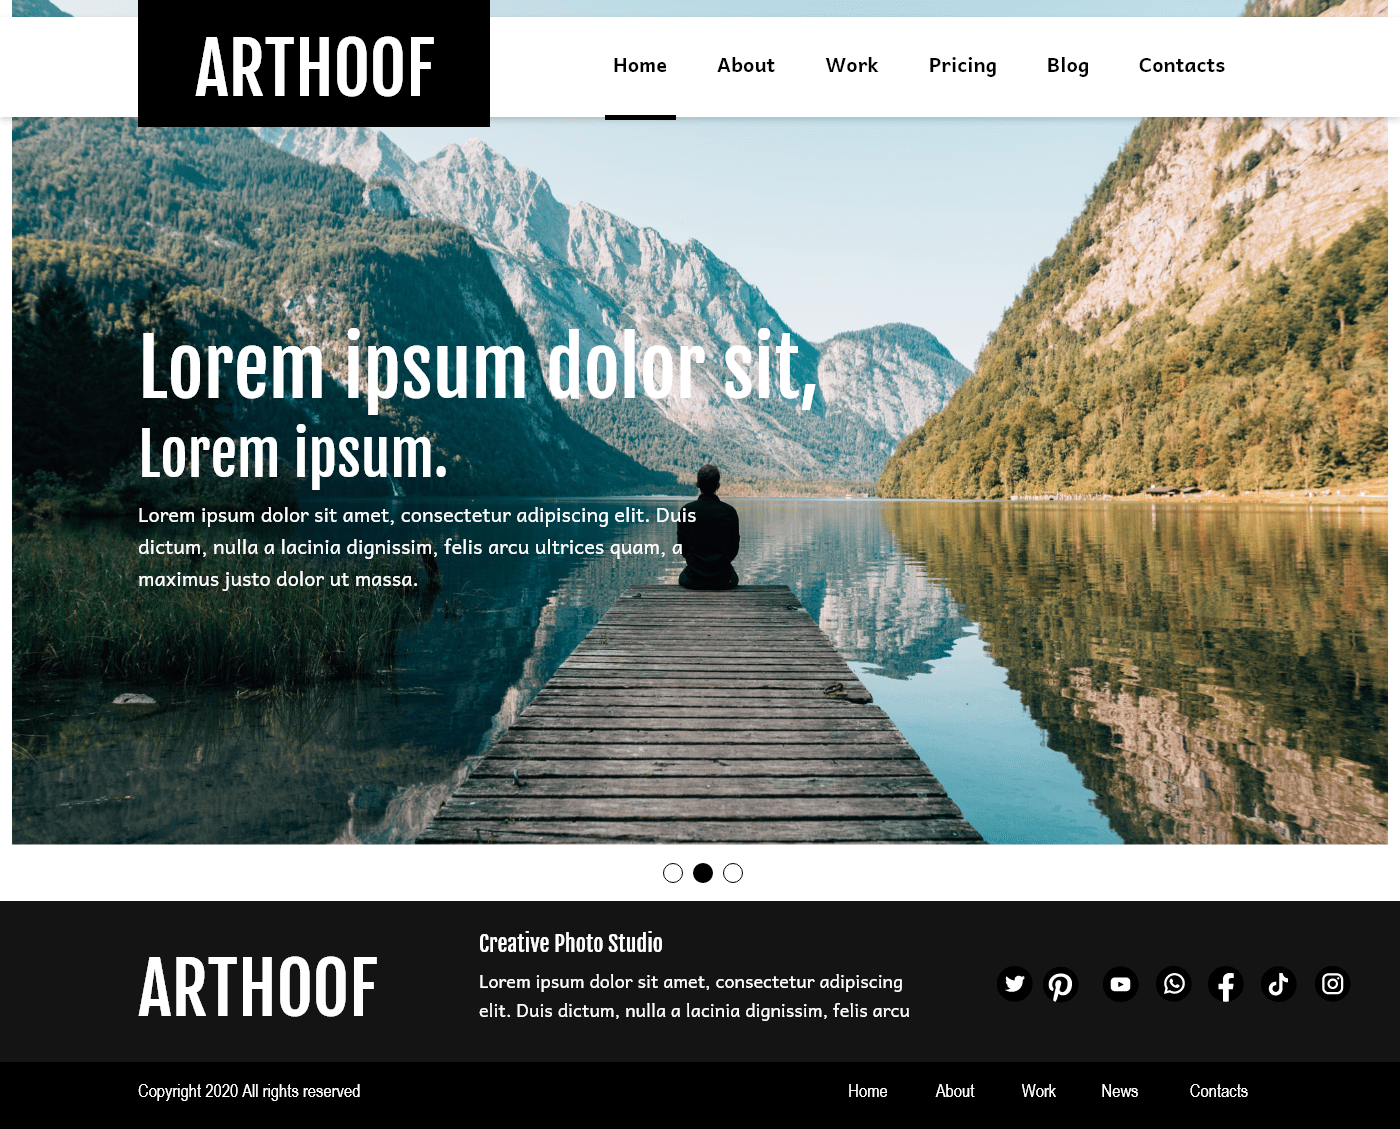 ARTHOOF
Home About Work Pricing Blog Contacts
Lorem ipsum dolor sit,
Lorem ipsum.
Lorem ipsum dolor sit amet, consectetur adipiscing elit. Duis
dictum, nulla a lacinia dignissim, felis arcu ultrices quam, a
maximus justo dolor ut massa.
ARTHOOF
Creative Photo Studio
Lorem ipsum dolor sit amet, consectetur adipiscing
elit. Duis dictum, nulla a lacinia dignissim, felis arcu
Copyright 2020 All rights reserved
Home About Work News Contacts